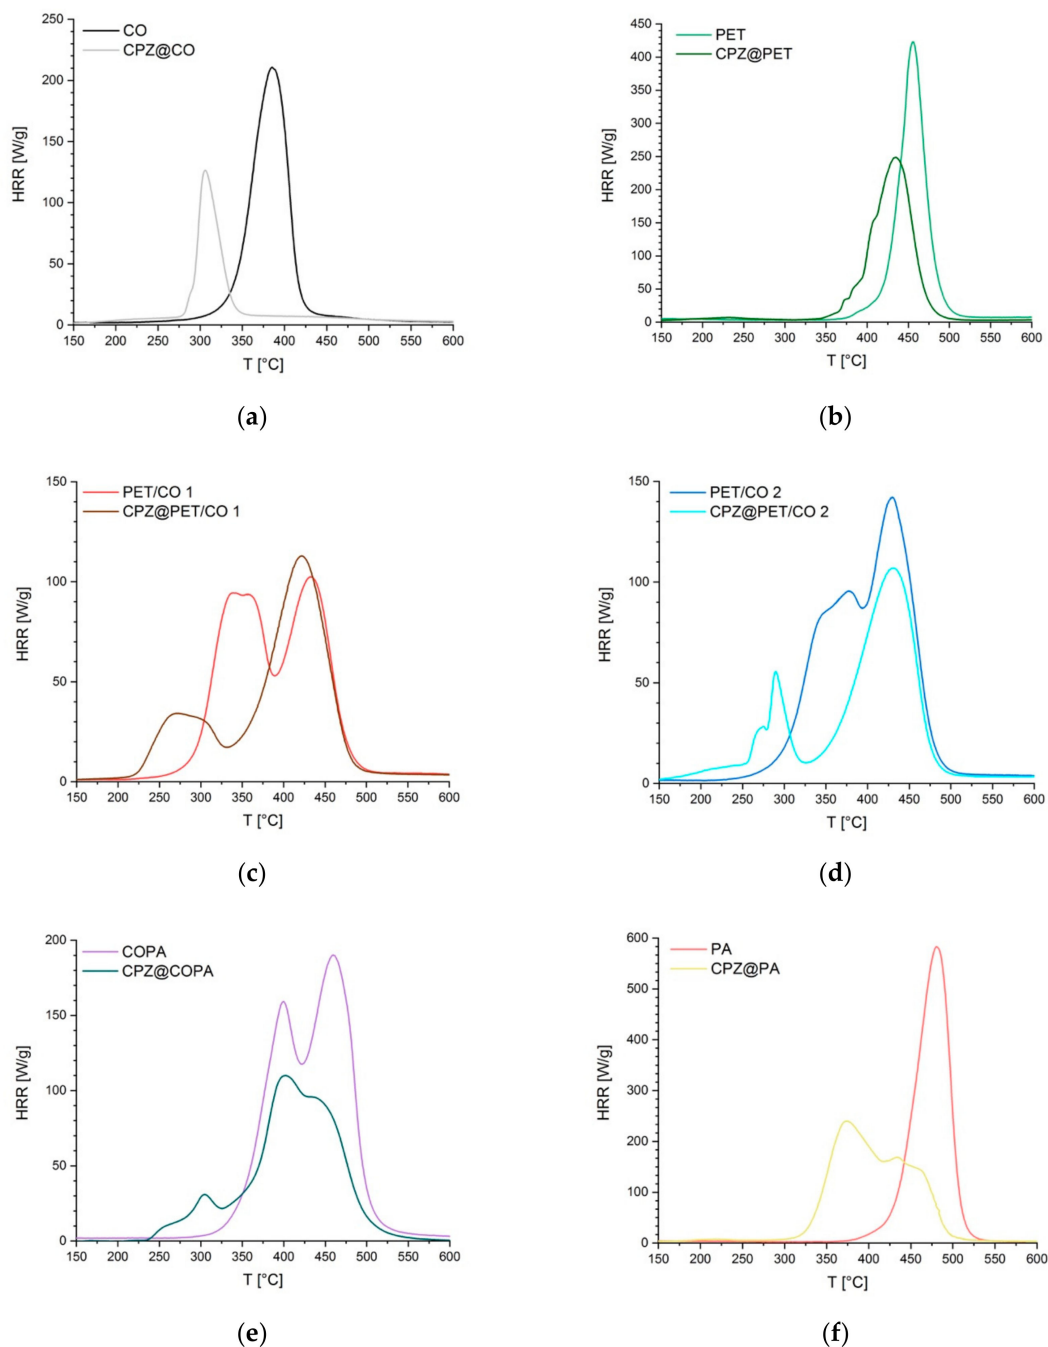 CO
CPZ@CO
HRR [W/g]
250
200
150
100
50
0
150 200 250 300 350 400 450 500 550 600
T [°C]
(a)
PET
CPZ@PET
HRR [W/g]
450
400
350
300
250
200
150
100
50
0
150 200 250 300 350 400 450 500 550 600
T [°C]
(b)
PET/CO 1
CPZ@PET/CO 1
HRR [W/g]
150
100
50
0
150 200 250 300 350 400 450 500 550 600
T [°C]
(c)
PET/CO 2
CPZ@PET/CO 2
HRR [W/g]
150
100
50
0
150 200 250 300 350 400 450 500 550 600
T [°C]
(d)
COPA
CPZ@COPA
HRR [W/g]
200
150
100
50
0
150 200 250 300 350 400 450 500 550 600
T [°C]
(e)
PA
CPZ@PA
HRR [W/g]
600
500
400
300
200
100
0
150 200 250 300 350 400 450 500 550 600
T [°C]
(f)